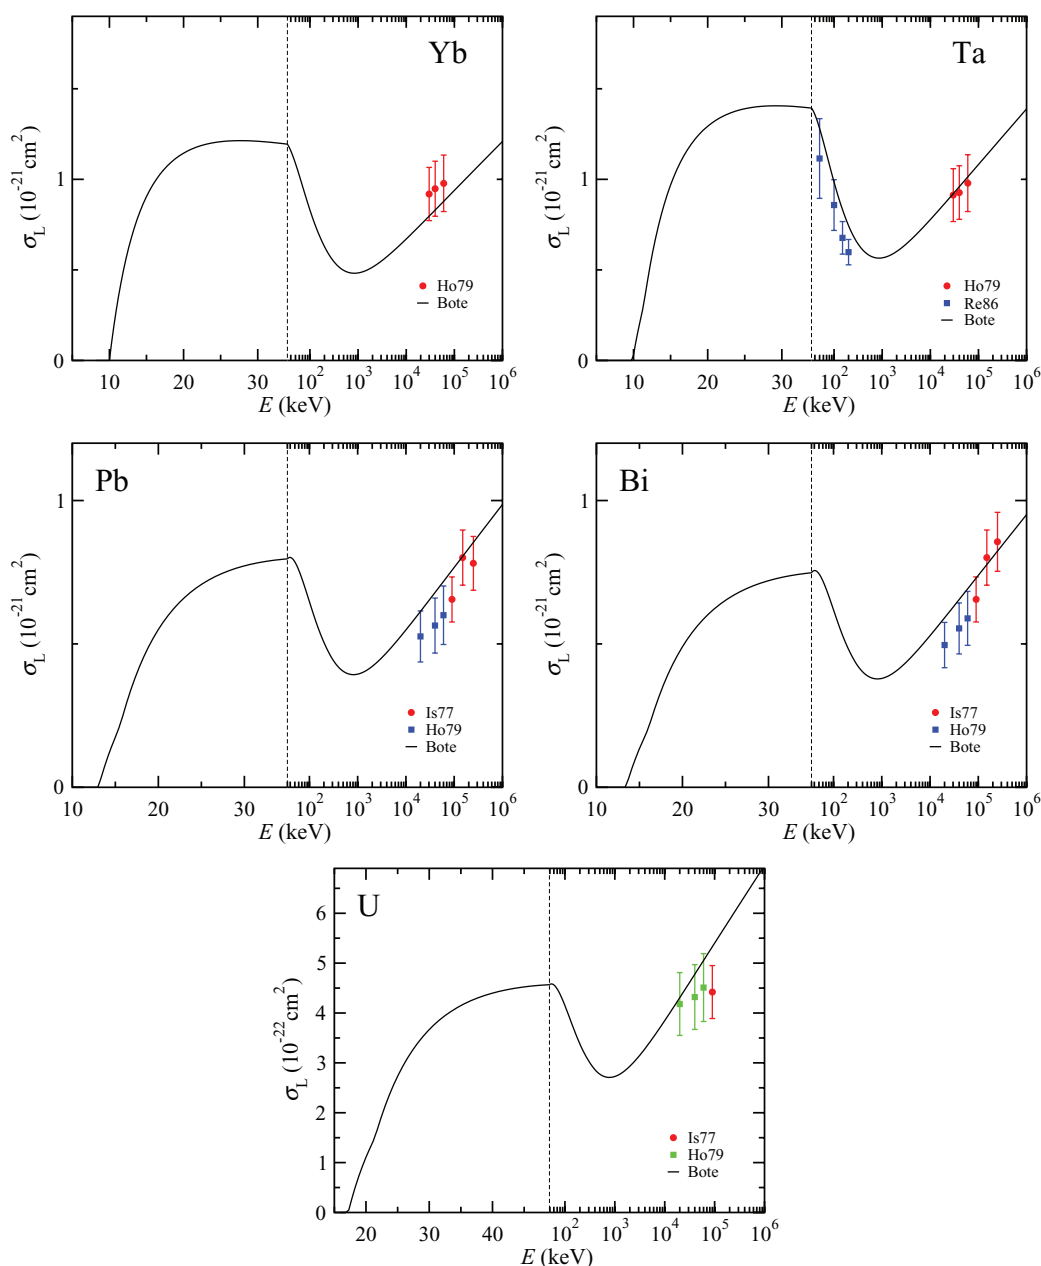 Yb
σL (10⁻²¹ cm²)
1
0
Ho79
Bote
10 20 30 10² 10³ 10⁴ 10⁵ 10⁶
E (keV)
Ta
σL (10⁻²¹ cm²)
1
0
Ho79
Re86
Bote
10 20 30 10² 10³ 10⁴ 10⁵ 10⁶
E (keV)
Pb
σL (10⁻²¹ cm²)
1
0
Is77
Ho79
Bote
10 20 30 10² 10³ 10⁴ 10⁵ 10⁶
E (keV)
Bi
σL (10⁻²¹ cm²)
1
0
Is77
Ho79
Bote
10 20 30 10² 10³ 10⁴ 10⁵ 10⁶
E (keV)
U
σL (10⁻²² cm²)
6
5
4
3
2
1
0
Is77
Ho79
Bote
20 30 40 10² 10³ 10⁴ 10⁵ 10⁶
E (keV)